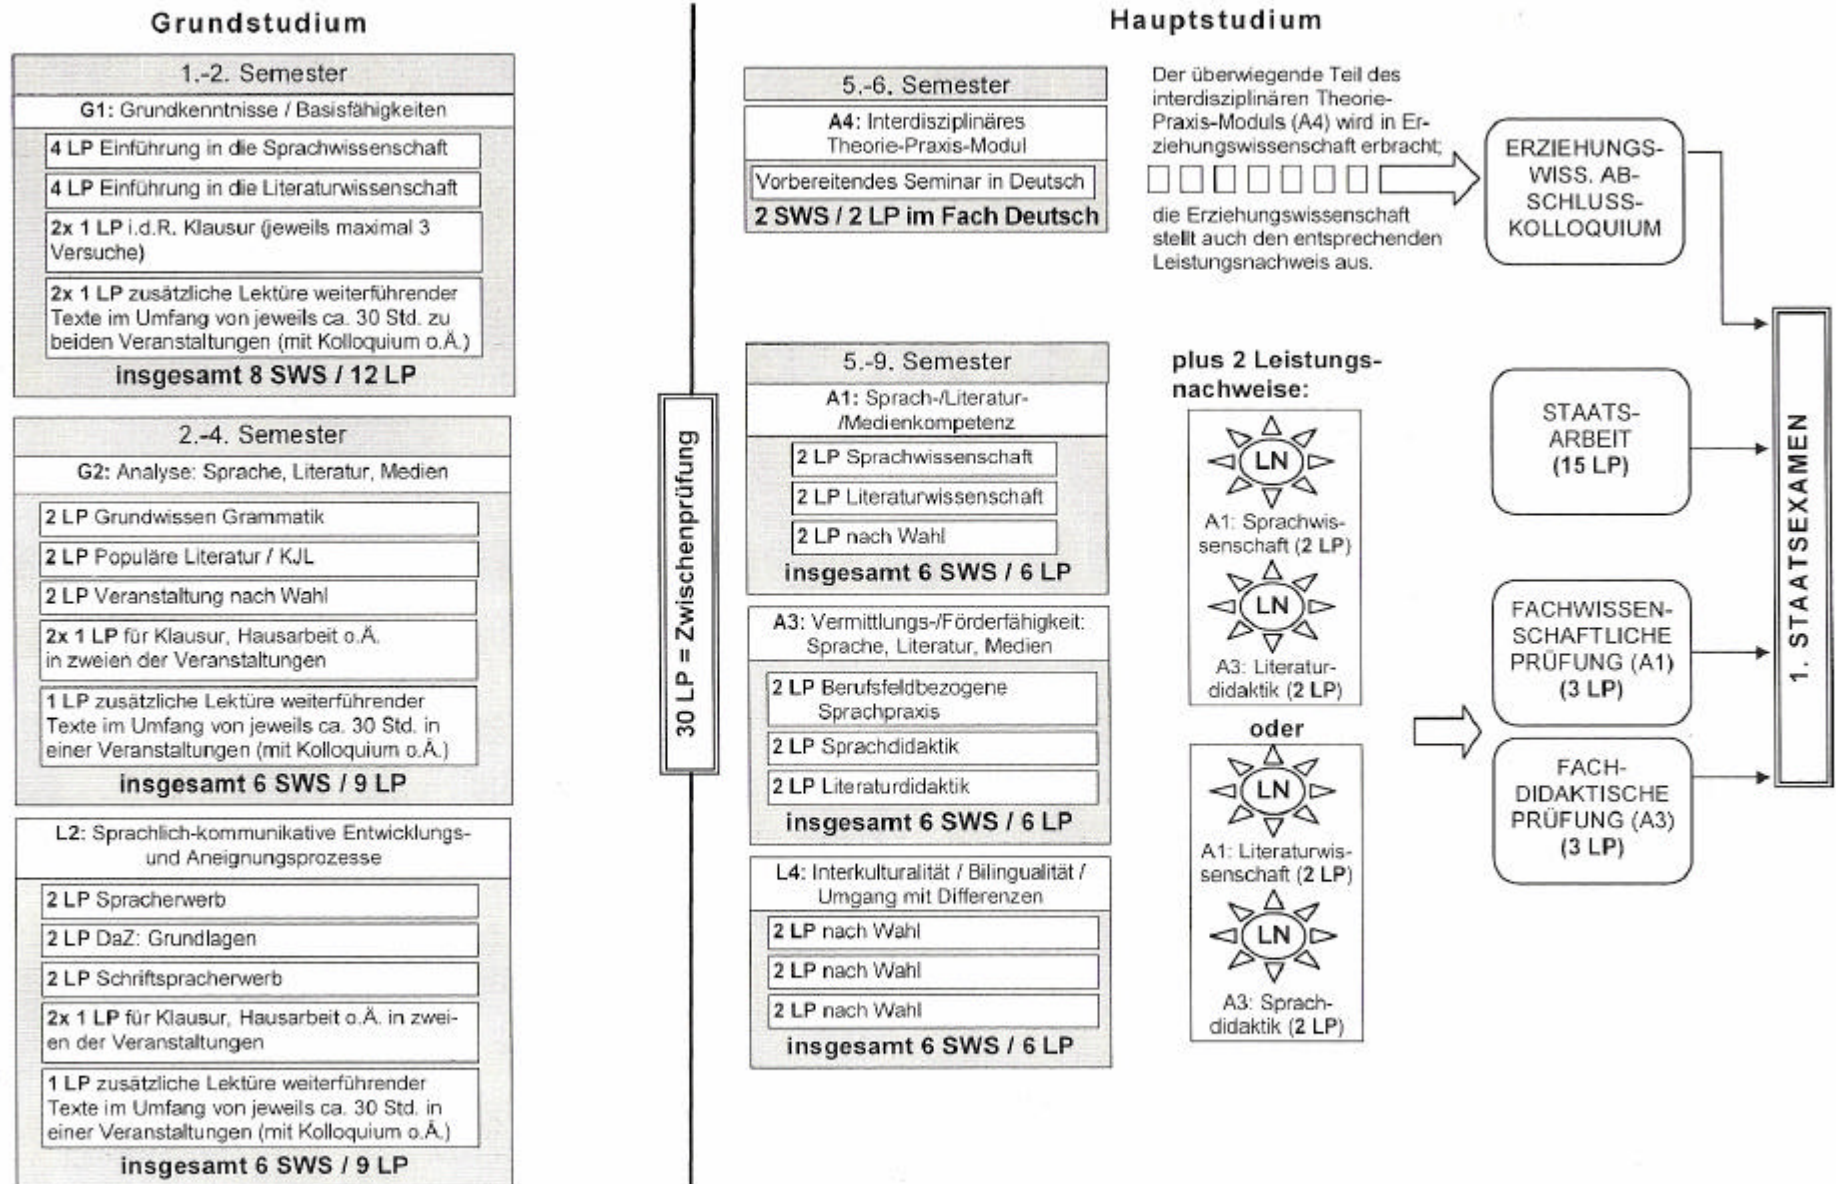 Grundstudium
1.-2. Semester
G1: Grundkenntnisse / Basisfähigkeiten
4 LP Einführung in die Sprachwissenschaft
4 LP Einführung in die Literaturwissenschaft
2x 1 LP i.d.R. Klausur (jeweils maximal 3
Versuche)
2x 1 LP zusätzliche Lektüre weiterführender
Texte im Umfang von jeweils ca. 30 Std. zu
beiden Veranstaltungen (mit Kolloquium o.Ä.)
insgesamt 8 SWS / 12 LP
2.-4. Semester
G2: Analyse: Sprache, Literatur, Medien
2 LP Grundwissen Grammatik
2 LP Populäre Literatur / KJL
2 LP Veranstaltung nach Wahl
2x 1 LP für Klausur, Hausarbeit o.Ä.
in zweien der Veranstaltungen
1 LP zusätzliche Lektüre weiterführender
Texte im Umfang von jeweils ca. 30 Std. in
einer Veranstaltungen (mit Kolloquium o.Ä.)
insgesamt 6 SWS / 9 LP
L2: Sprachlich-kommunikative Entwicklungs-
und Aneignungsprozesse
2 LP Spracherwerb
2 LP DaZ: Grundlagen
2 LP Schriftspracherwerb
2x 1 LP für Klausur, Hausarbeit o.Ä. in zwei-
en der Veranstaltungen
1 LP zusätzliche Lektüre weiterführender
Texte im Umfang von jeweils ca. 30 Std. in
einer Veranstaltungen (mit Kolloquium o.Ä.)
insgesamt 6 SWS / 9 LP
30 LP = Zwischenprüfung
Hauptstudium
5.-6. Semester
A4: Interdisziplinäres
Theorie-Praxis-Modul
Vorbereitendes Seminar in Deutsch
2 SWS / 2 LP im Fach Deutsch
Der überwiegende Teil des
interdisziplinären Theorie-
Praxis-Moduls (A4) wird in Er-
ziehungswissenschaft erbracht;
die Erziehungswissenschaft
stellt auch den entsprechenden
Leistungsnachweis aus.
5.-9. Semester
A1: Sprach-/Literatur-
/Medienkompetenz
2 LP Sprachwissenschaft
2 LP Literaturwissenschaft
2 LP nach Wahl
insgesamt 6 SWS / 6 LP
A3: Vermittlungs-/Förderfähigkeit:
Sprache, Literatur, Medien
2 LP Berufsfeldbezogene
Sprachpraxis
2 LP Sprachdidaktik
2 LP Literaturdidaktik
insgesamt 6 SWS / 6 LP
L4: Interkulturalität / Bilingualität /
Umgang mit Differenzen
2 LP nach Wahl
2 LP nach Wahl
2 LP nach Wahl
insgesamt 6 SWS / 6 LP
plus 2 Leistungs-
nachweise:
LN
A1: Sprachwis-
senschaft (2 LP)
LN
A3: Literatur-
didaktik (2 LP)
oder
LN
A1: Literaturwis-
senschaft (2 LP)
LN
A3: Sprach-
didaktik (2 LP)
ERZIEHUNGS-
WISS. AB-
SCHLUSS-
KOLLOQUIUM
STAATS-
ARBEIT
(15 LP)
FACHWISSEN-
SCHAFTLICHE
PRÜFUNG (A1)
(3 LP)
FACH-
DIDAKTISCHE
PRÜFUNG (A3)
(3 LP)
1. STAATSEXAMEN